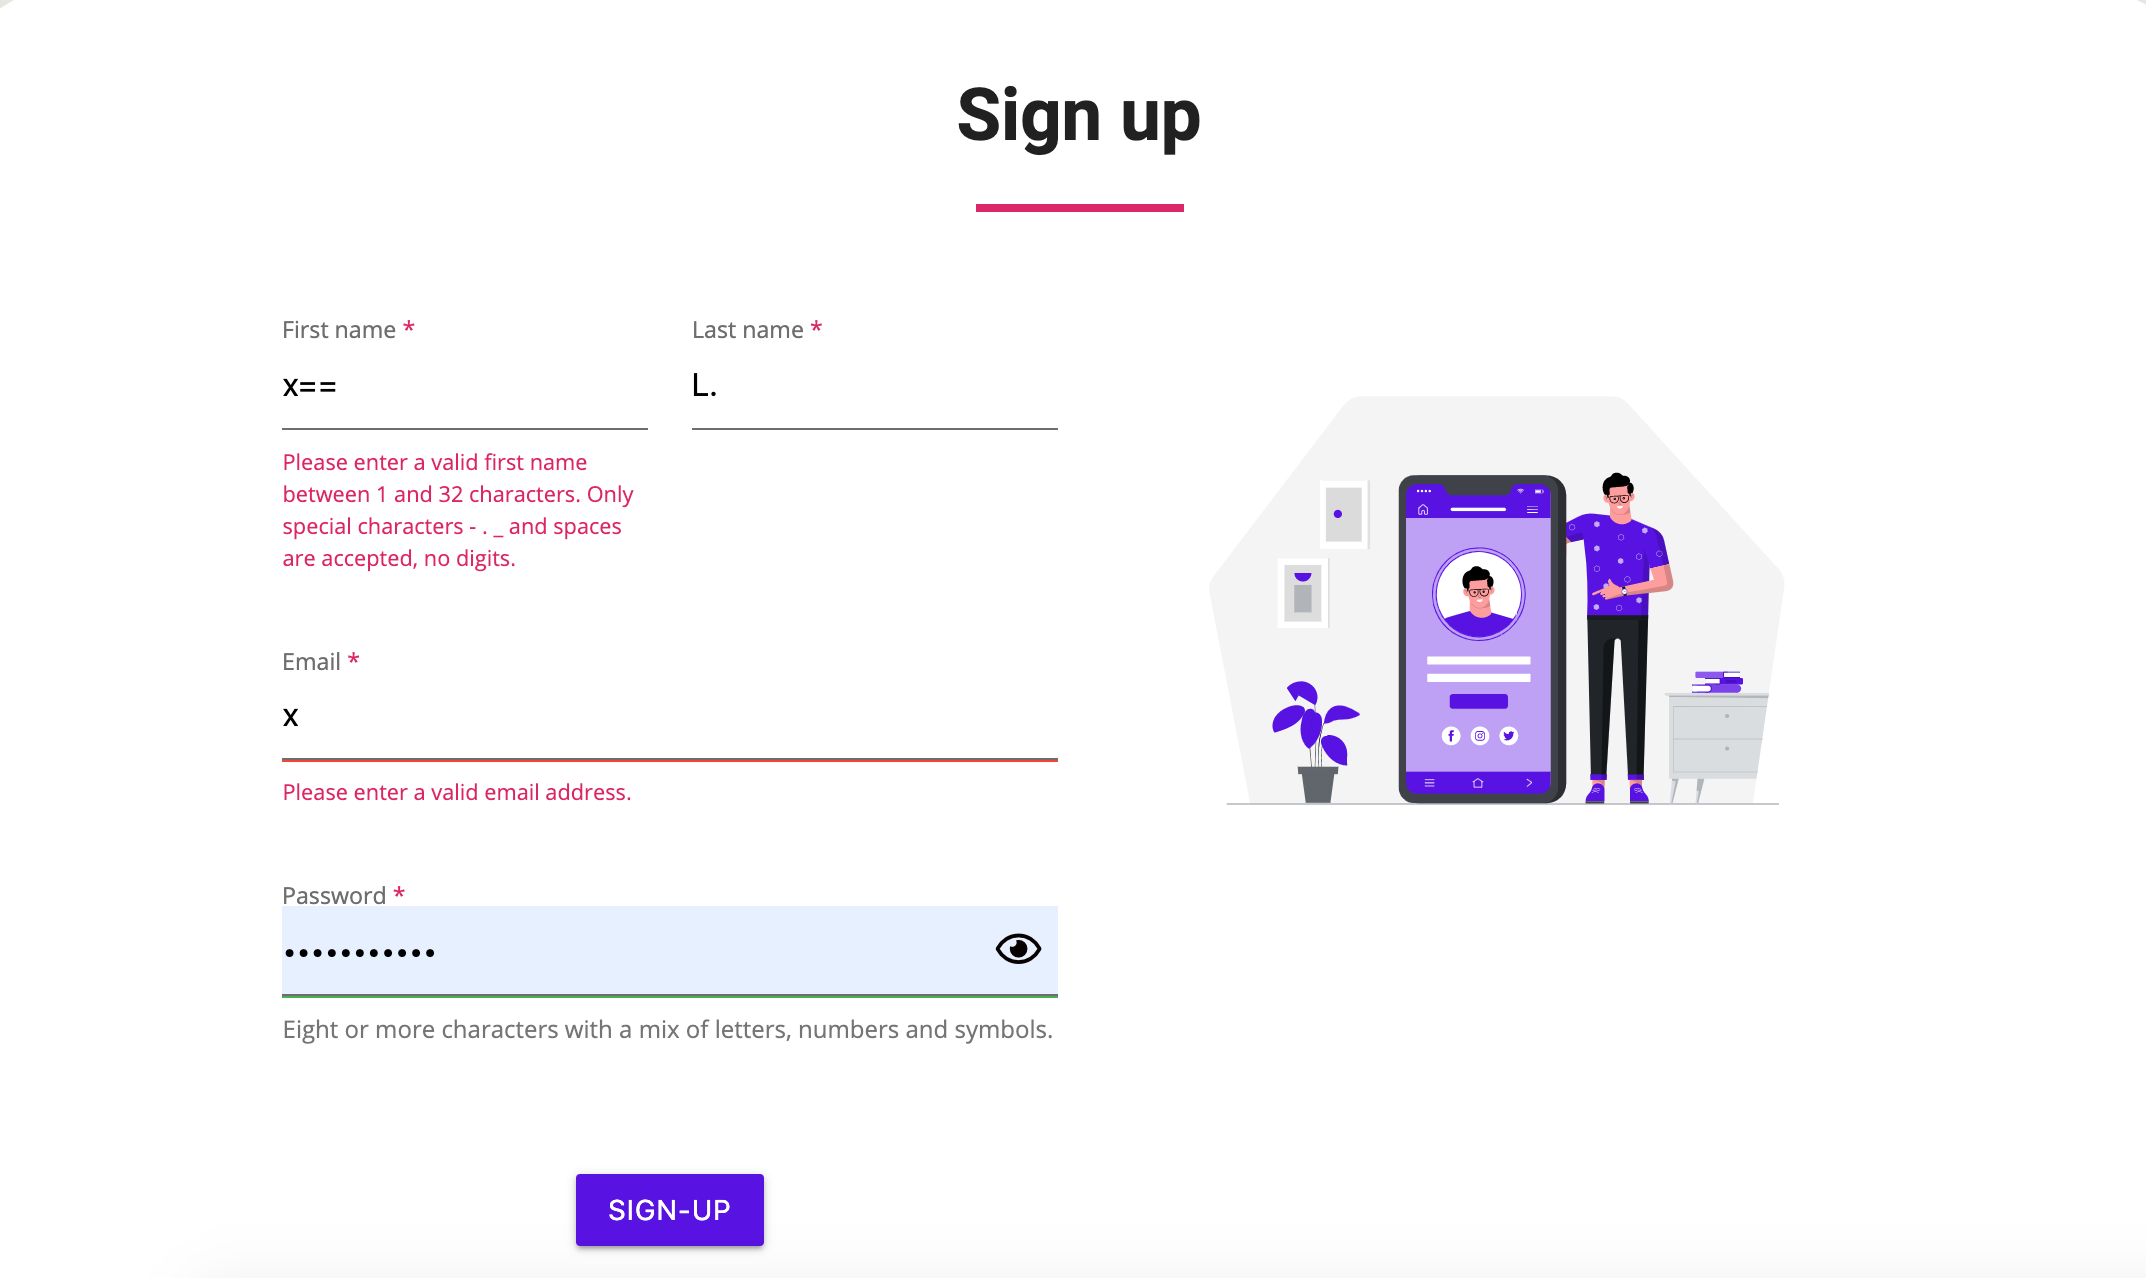 Sign up
First name * Last name *
x== L.
Please enter a valid first name
between 1 and 32 characters. Only
special characters - . _ and spaces
are accepted, no digits.
Email *
x
Please enter a valid email address.
Password *
•••••••••••
Eight or more characters with a mix of letters, numbers and symbols.
SIGN-UP